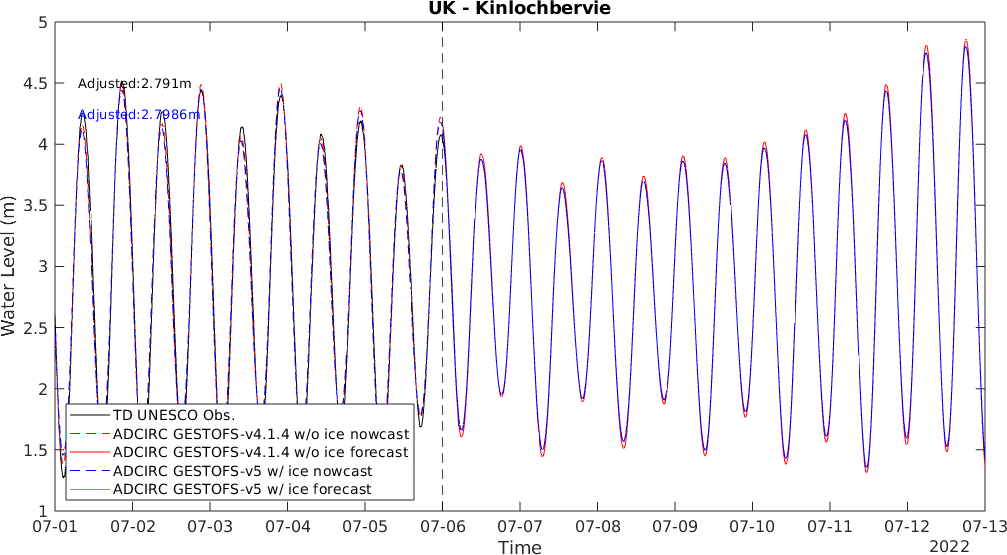 UK - Kinlochbervie
5
4.5
4
3.5
3
2.5
2
1.5
1
Water Level (m)
Adjusted:2.791m
Adjusted:2.7986m
TD UNESCO Obs.
ADCIRC GESTOFS-v4.1.4 w/o ice nowcast
ADCIRC GESTOFS-v4.1.4 w/o ice forecast
ADCIRC GESTOFS-v5 w/ ice nowcast
ADCIRC GESTOFS-v5 w/ ice forecast
07-01 07-02 07-03 07-04 07-05 07-06 07-07 07-08 07-09 07-10 07-11 07-12 07-13
Time
2022